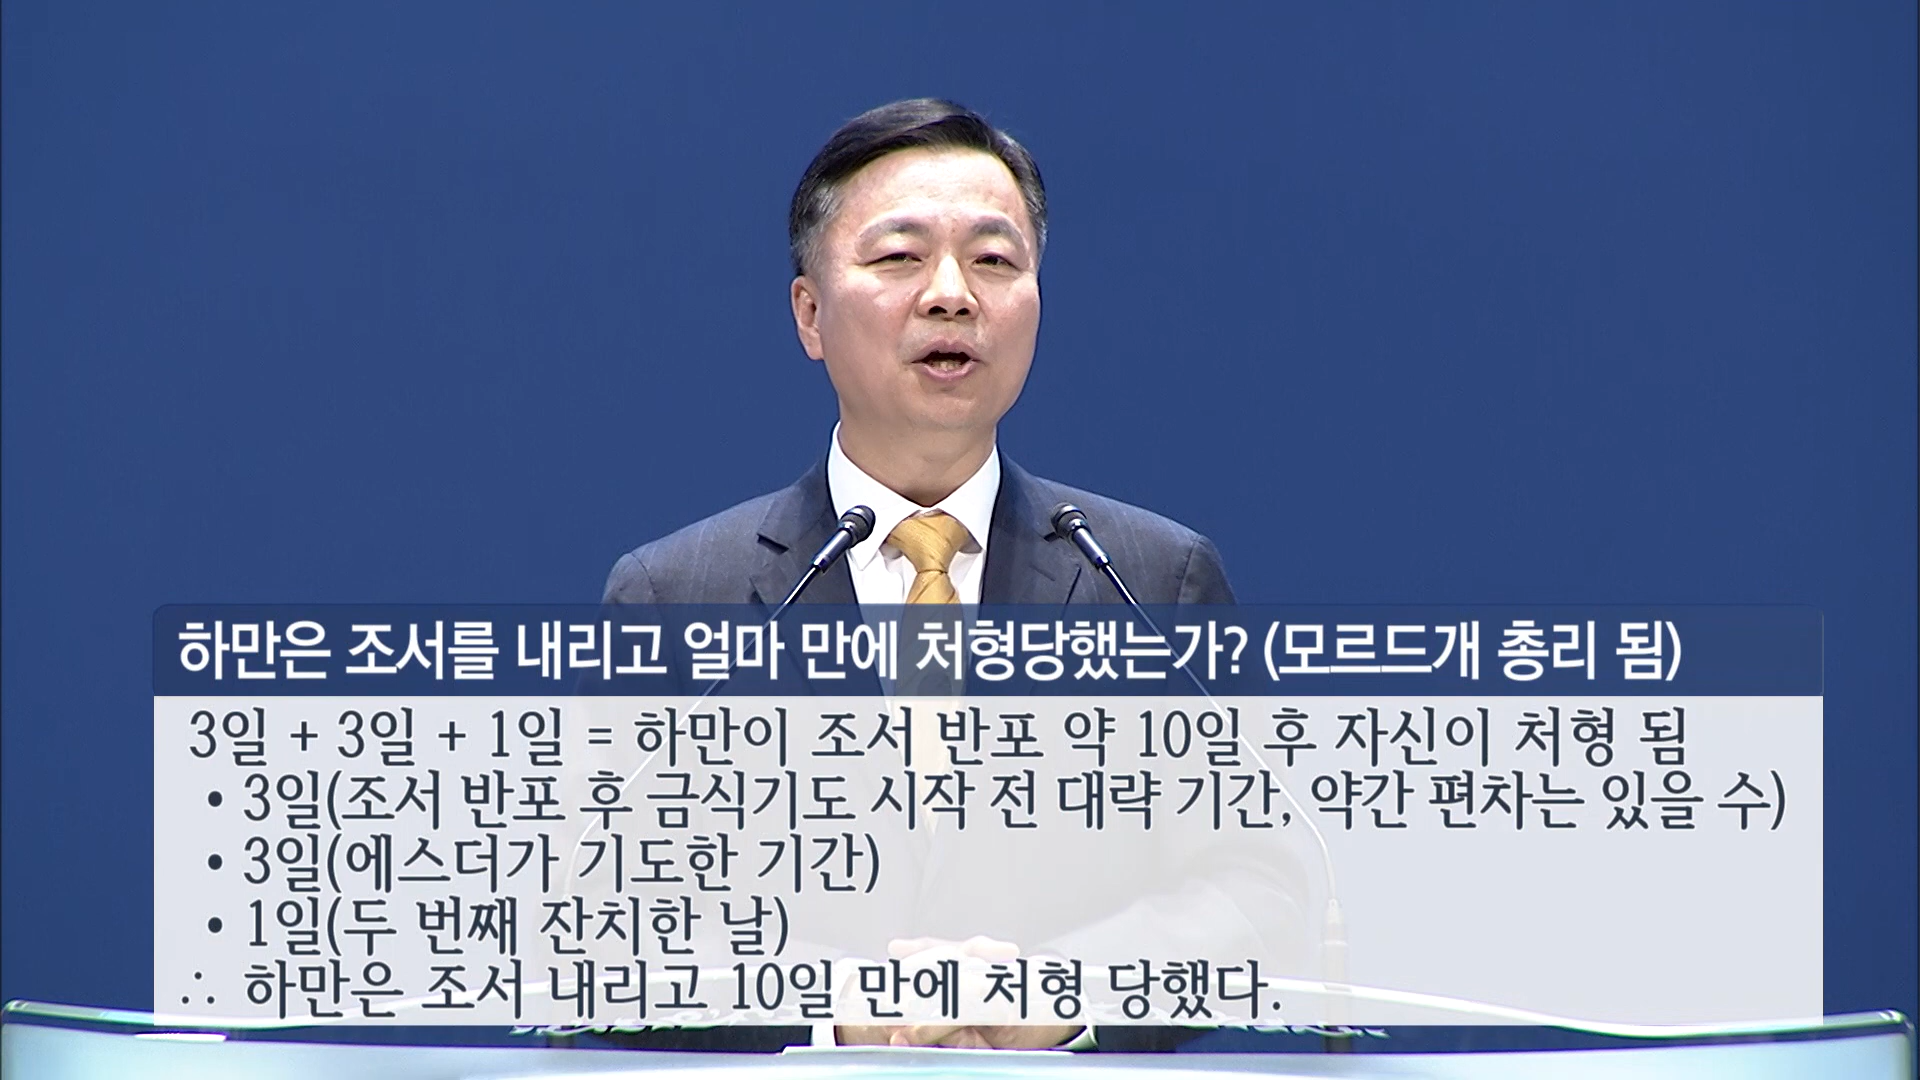 하만은 조서를 내리고 얼마 만에 처형당했는가? (모르드개 총리 됨)
3일 + 3일 + 1일 = 하만이 조서 반포 약 10일 후 자신이 처형 됨
• 3일(조서 반포 후 금식기도 시작 전 대략 기간, 약간 편차는 있을 수)
• 3일(에스더가 기도한 기간)
• 1일(두 번째 잔치한 날)
∴ 하만은 조서 내리고 10일 만에 처형 당했다.